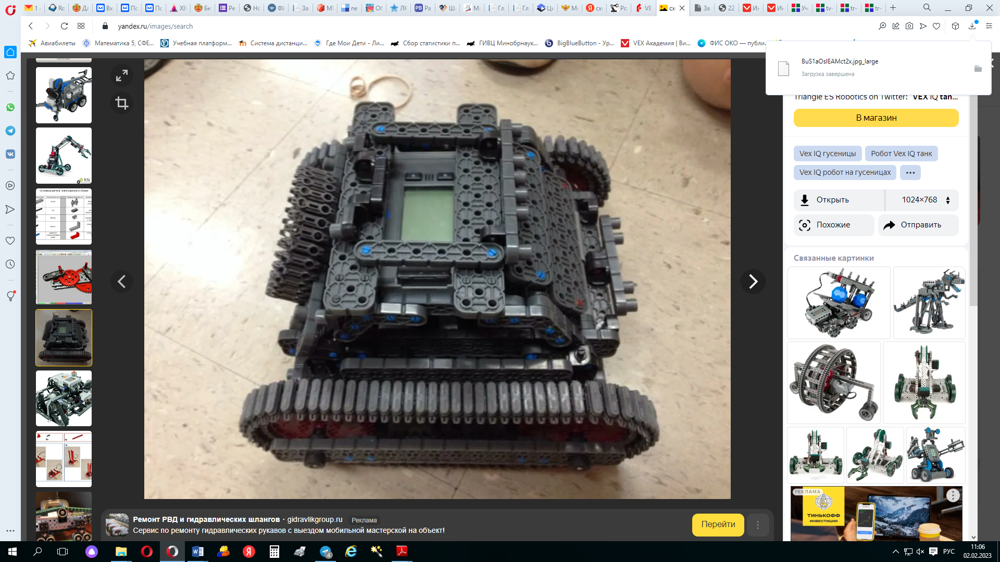 yandex.ru/images/search
Авиабилеты
Математика 5, СФЕ...
Учебная платформ...
Система дистанци...
Где Мои Дети - Ли...
Сбор статистики п...
ГИВЦ Минобрнаук...
BigBlueButton - Ур...
VEX Академия | Ви...
ФИС ОКО — публи...
BuS1aOsIEAMct2x.jpg_large
Загрузка завершена
Triangle ES Robotics on Twitter: "VEX IQ tan...
В магазин
Vex IQ гусеницы
Робот Vex IQ танк
Vex IQ робот на гусеницах
Открыть
1024×768
Похожие
Отправить
Связанные картинки
РЕКЛАМА
ТИНЬКОФФ
ИНВЕСТИЦИИ
Ремонт РВД и гидравлических шлангов · gidravlikgroup.ru Реклама
Сервис по ремонту гидравлических рукавов с выездом мобильной мастерской на объект!
Перейти
4
РУС
11:06
02.02.2023